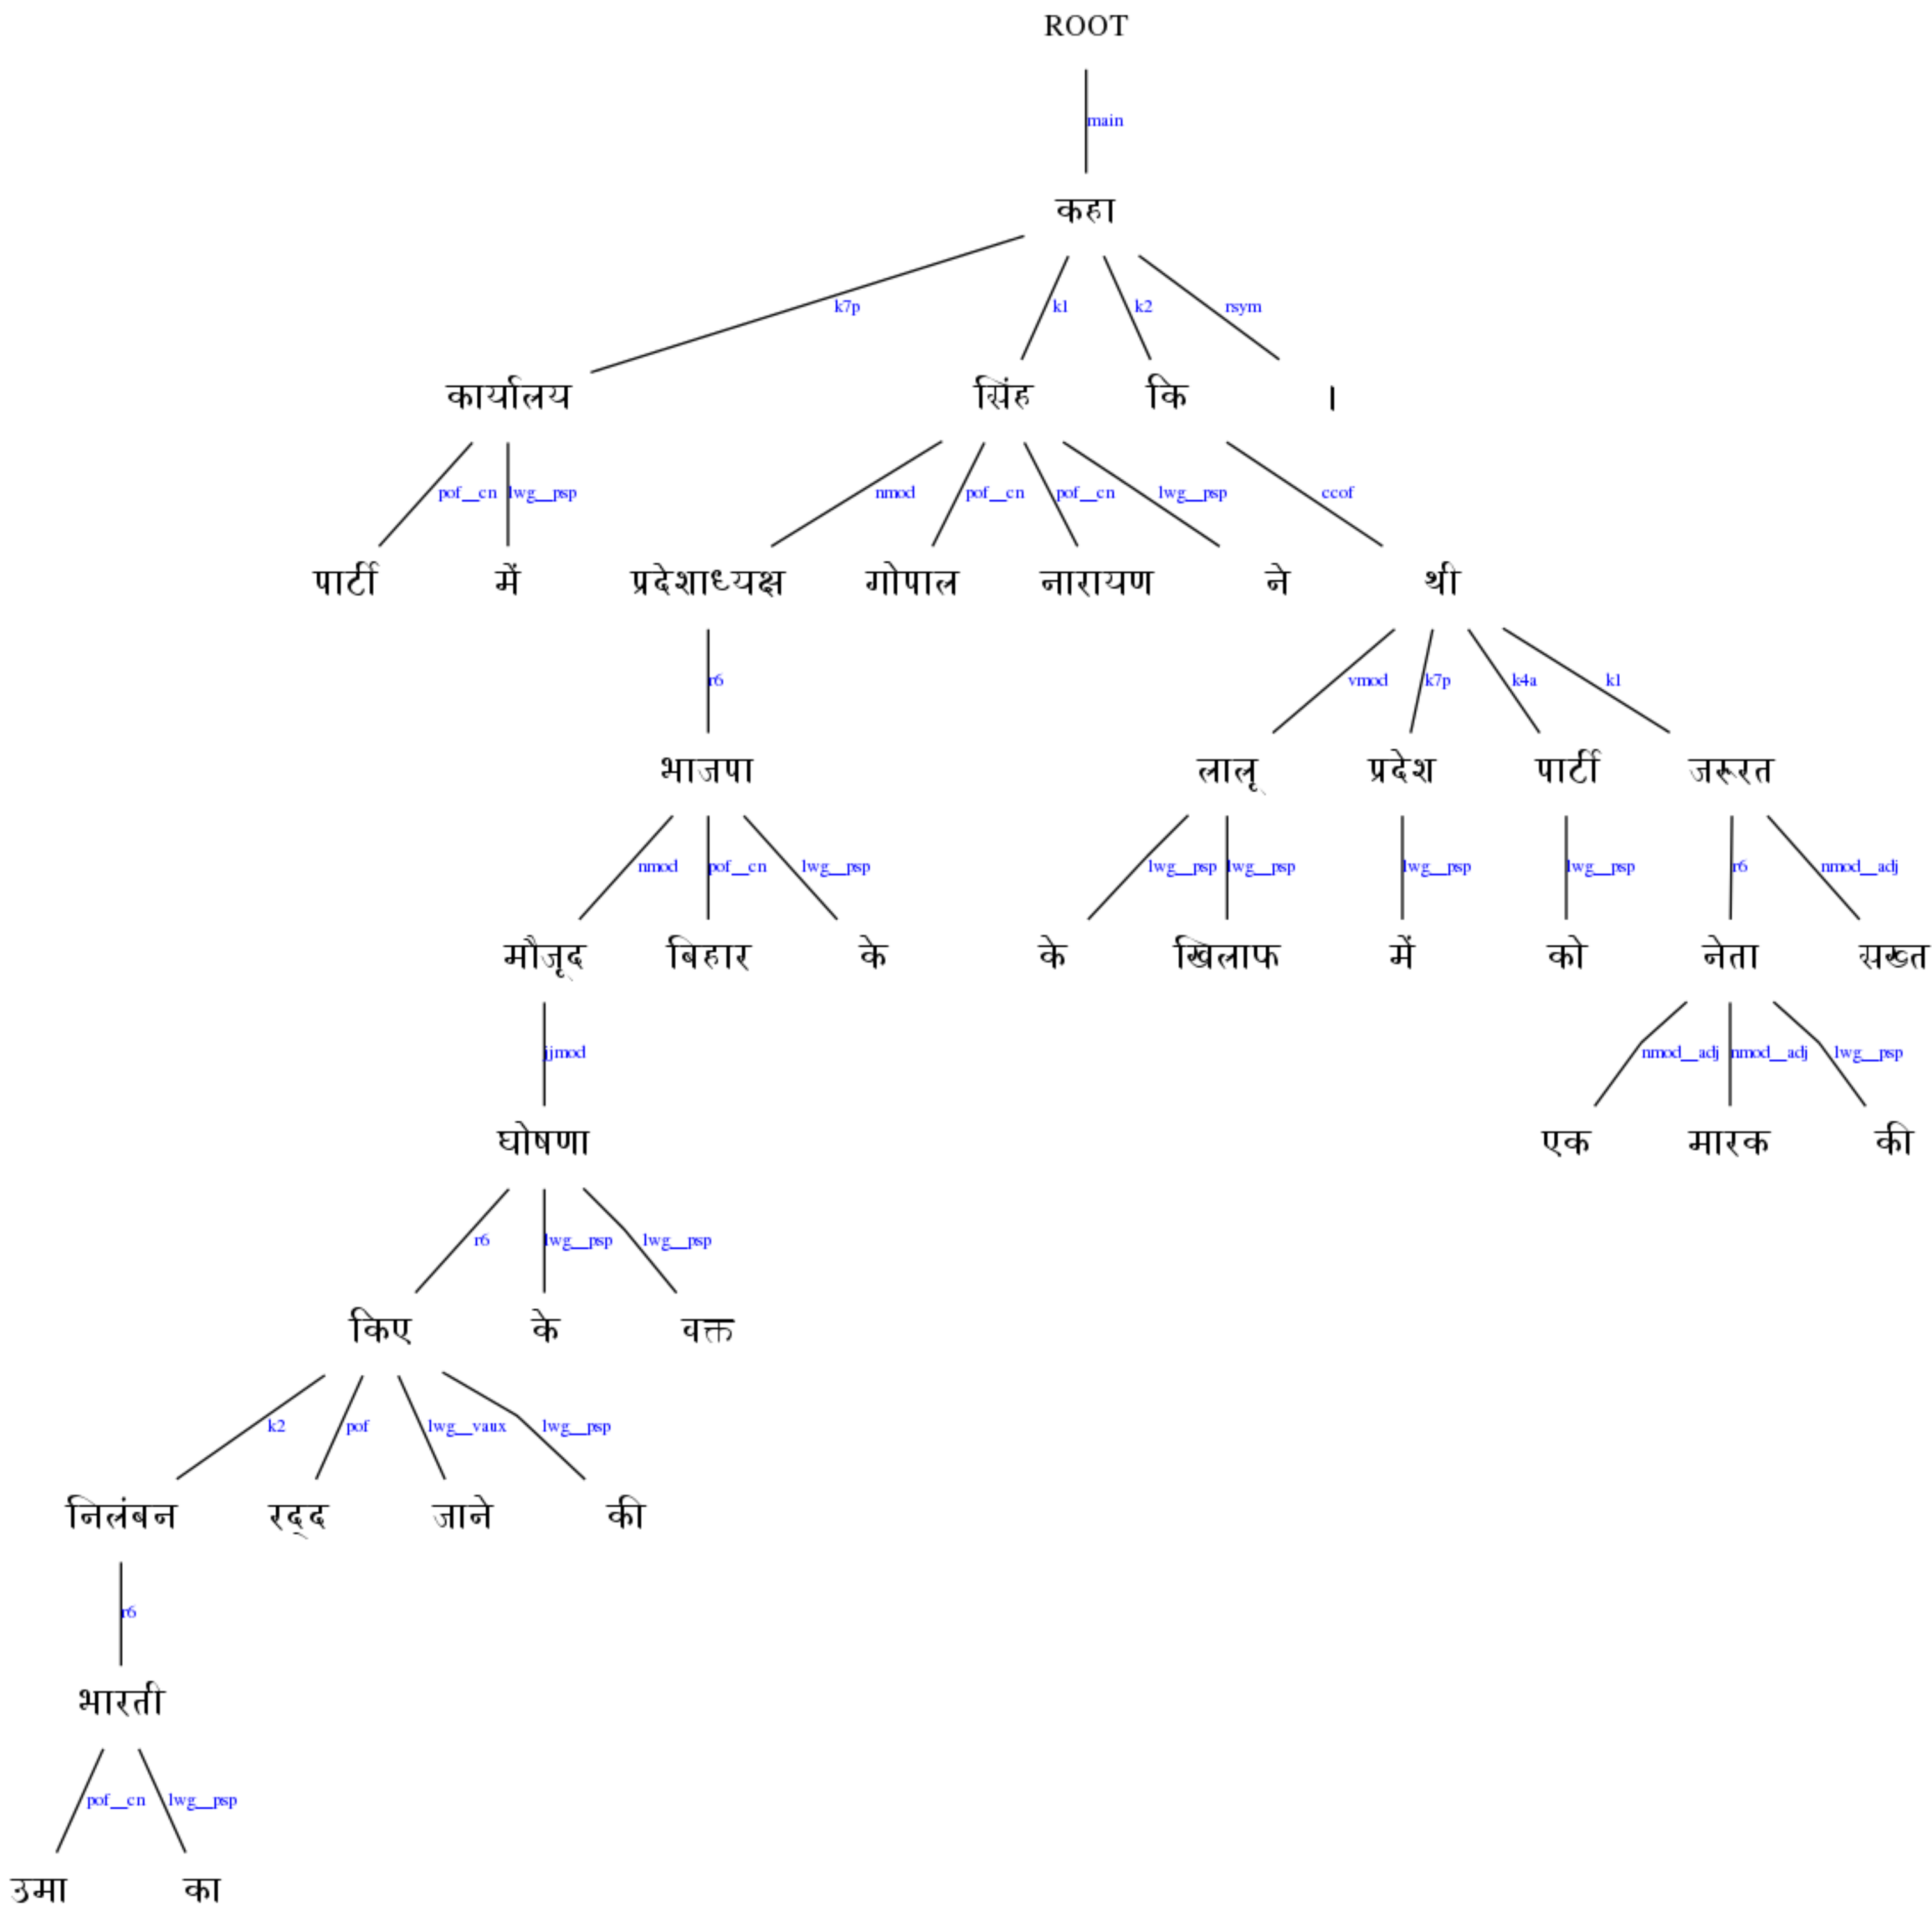 ROOT
main
कहा
k7p k1 k2 rsym
कार्यालय सिंह कि ।
pof__cn lwg__psp nmod pof__cn pof__cn lwg__psp ccof
पार्टी में प्रदेशाध्यक्ष गोपाल नारायण ने थी
r6 vmod k7p k4a k1
भाजपा लालू प्रदेश पार्टी जरूरत
nmod pof__cn lwg__psp lwg__psp lwg__psp lwg__psp lwg__psp r6 nmod__adj
मौजूद बिहार के के खिलाफ में को नेता सख्त
jjmod nmod__adj nmod__adj lwg__psp
घोषणा एक मारक की
r6 lwg__psp lwg__psp
किए के वक्त
k2 pof lwg__vaux lwg__psp
निलंबन रद्द जाने की
r6
भारती
pof__cn lwg__psp
उमा का